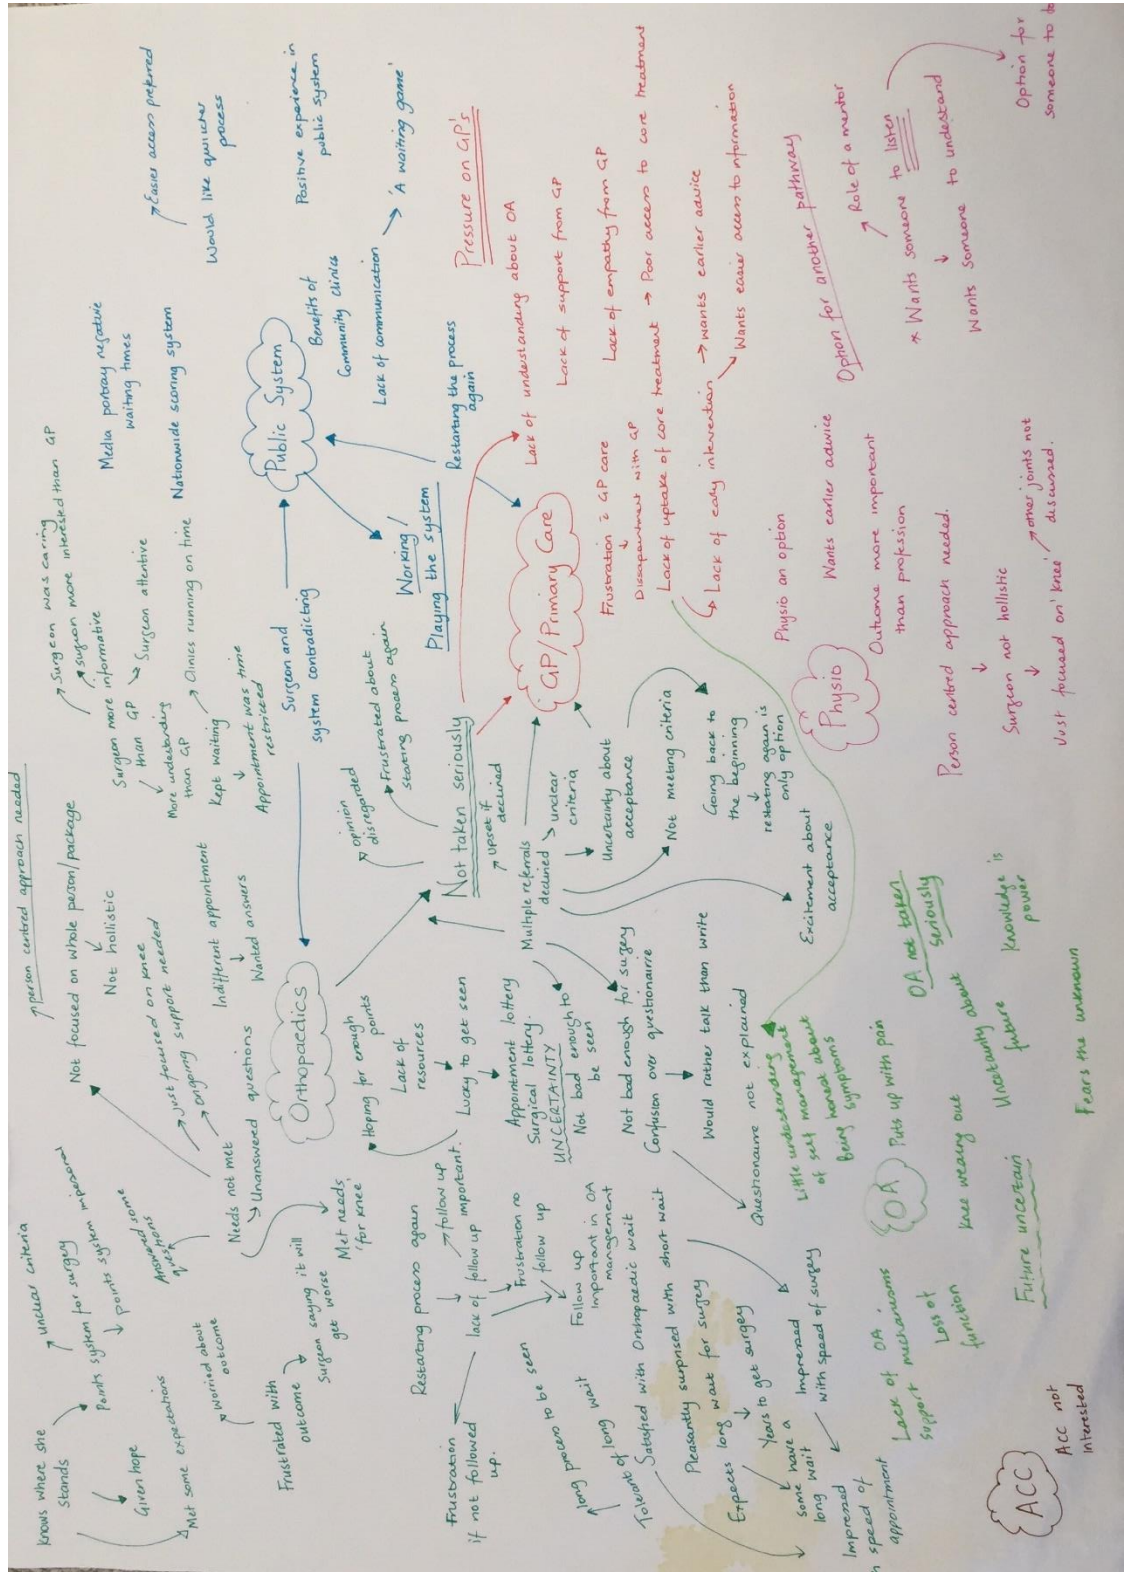 Knows where she
stands
unclear criteria
Points system for surgery
points system impersonal
Given hope
Met some expectations
worried about
outcome
Answered some
quest
Frustrated with
outcome
Surgeon saying it will
get worse
Met needs
'for knee'
Needs not met
Unanswered questions
Just focused on knee
ongoing support needed
person centred approach needed
Not focused on whole person/package
Not hollistic
Indifferent appointment
Wanted answers
Surgeon was caring
surgeon more interested than GP
Surgeon more informative
than GP
Surgeon attentive
More undestanding
than GP
Kept waiting
Clinics running on time
Appointment was time
restriced
Orthopaedics
Surgeon and
system contradicting
Public System
Media portray negative
waiting times
Nationwide scoring system
Easier access preferred
Would like quicker
process
Positive experience in
public system
Benefits of
Community clinics
Lack of communication
'A waiting game'
Working/
Playing the system
Restarting the process
again
Hoping for enough
points
Lack of
resources
Lucky to get seen
Appointment lottery
Surgical lottery.
UNCERTAINTY
Not bad enough to
be seen
Not bad enough for surgey
Confusion over questionairrie
Would rather talk than write
Questionaire not explained
Restarting process again
lack of follow up important.
follow up
Frustration no
follow up
Frustration
if not followed
up.
Follow up
Important in OA
management
long process to be seen
long wait
Tolerant of long wait
Satisfied with Orthopaedic wait
Pleasantly surprised with short wait
Expects long wait for surgey
Years to get surgey
some have a
long wait
Impressed
with speed of surgey
Impressed
speed of
appointment
opinion
disregarded
Frustrated about
starting process again
Not taken seriously
upset if
declined
Multiple referrals
declined
unclear
criteria
Uncertainty about
acceptance
Not meeting criteria
Going back to
the beginning
restating again is
only option
Excitement about
acceptance
GP/Primary Care
Pressure on GP's
Lack of understanding about OA
Lack of support from GP
Lack of empathy from GP
Frustration c GP care
Dissapointment with GP
Lack of uptake of core treatment
Poor access to core treatment
Lack of early intervention
wants earlier advice
Wants easier access to information
Physio
Physio an option
Wants earlier advice
Outcome more important
than profession
Person centred approach needed.
Surgeon not hollistic
Just focused on 'knee'
other joints not
discussed.
Option for another pathway
Role of a mentor
* Wants someone to listen
Wants someone to undestand
Option for
someone to
OA
Little understanding
of self management
Being honest about
symptoms
Puts up with pain
OA not taken
seriously
Lack of OA
support mechanisms
Loss of
function
Knee wearing out
Uncertainty about
future
Knowledge is
power
Future uncertain
Fears the unknown
ACC
ACC not
interested